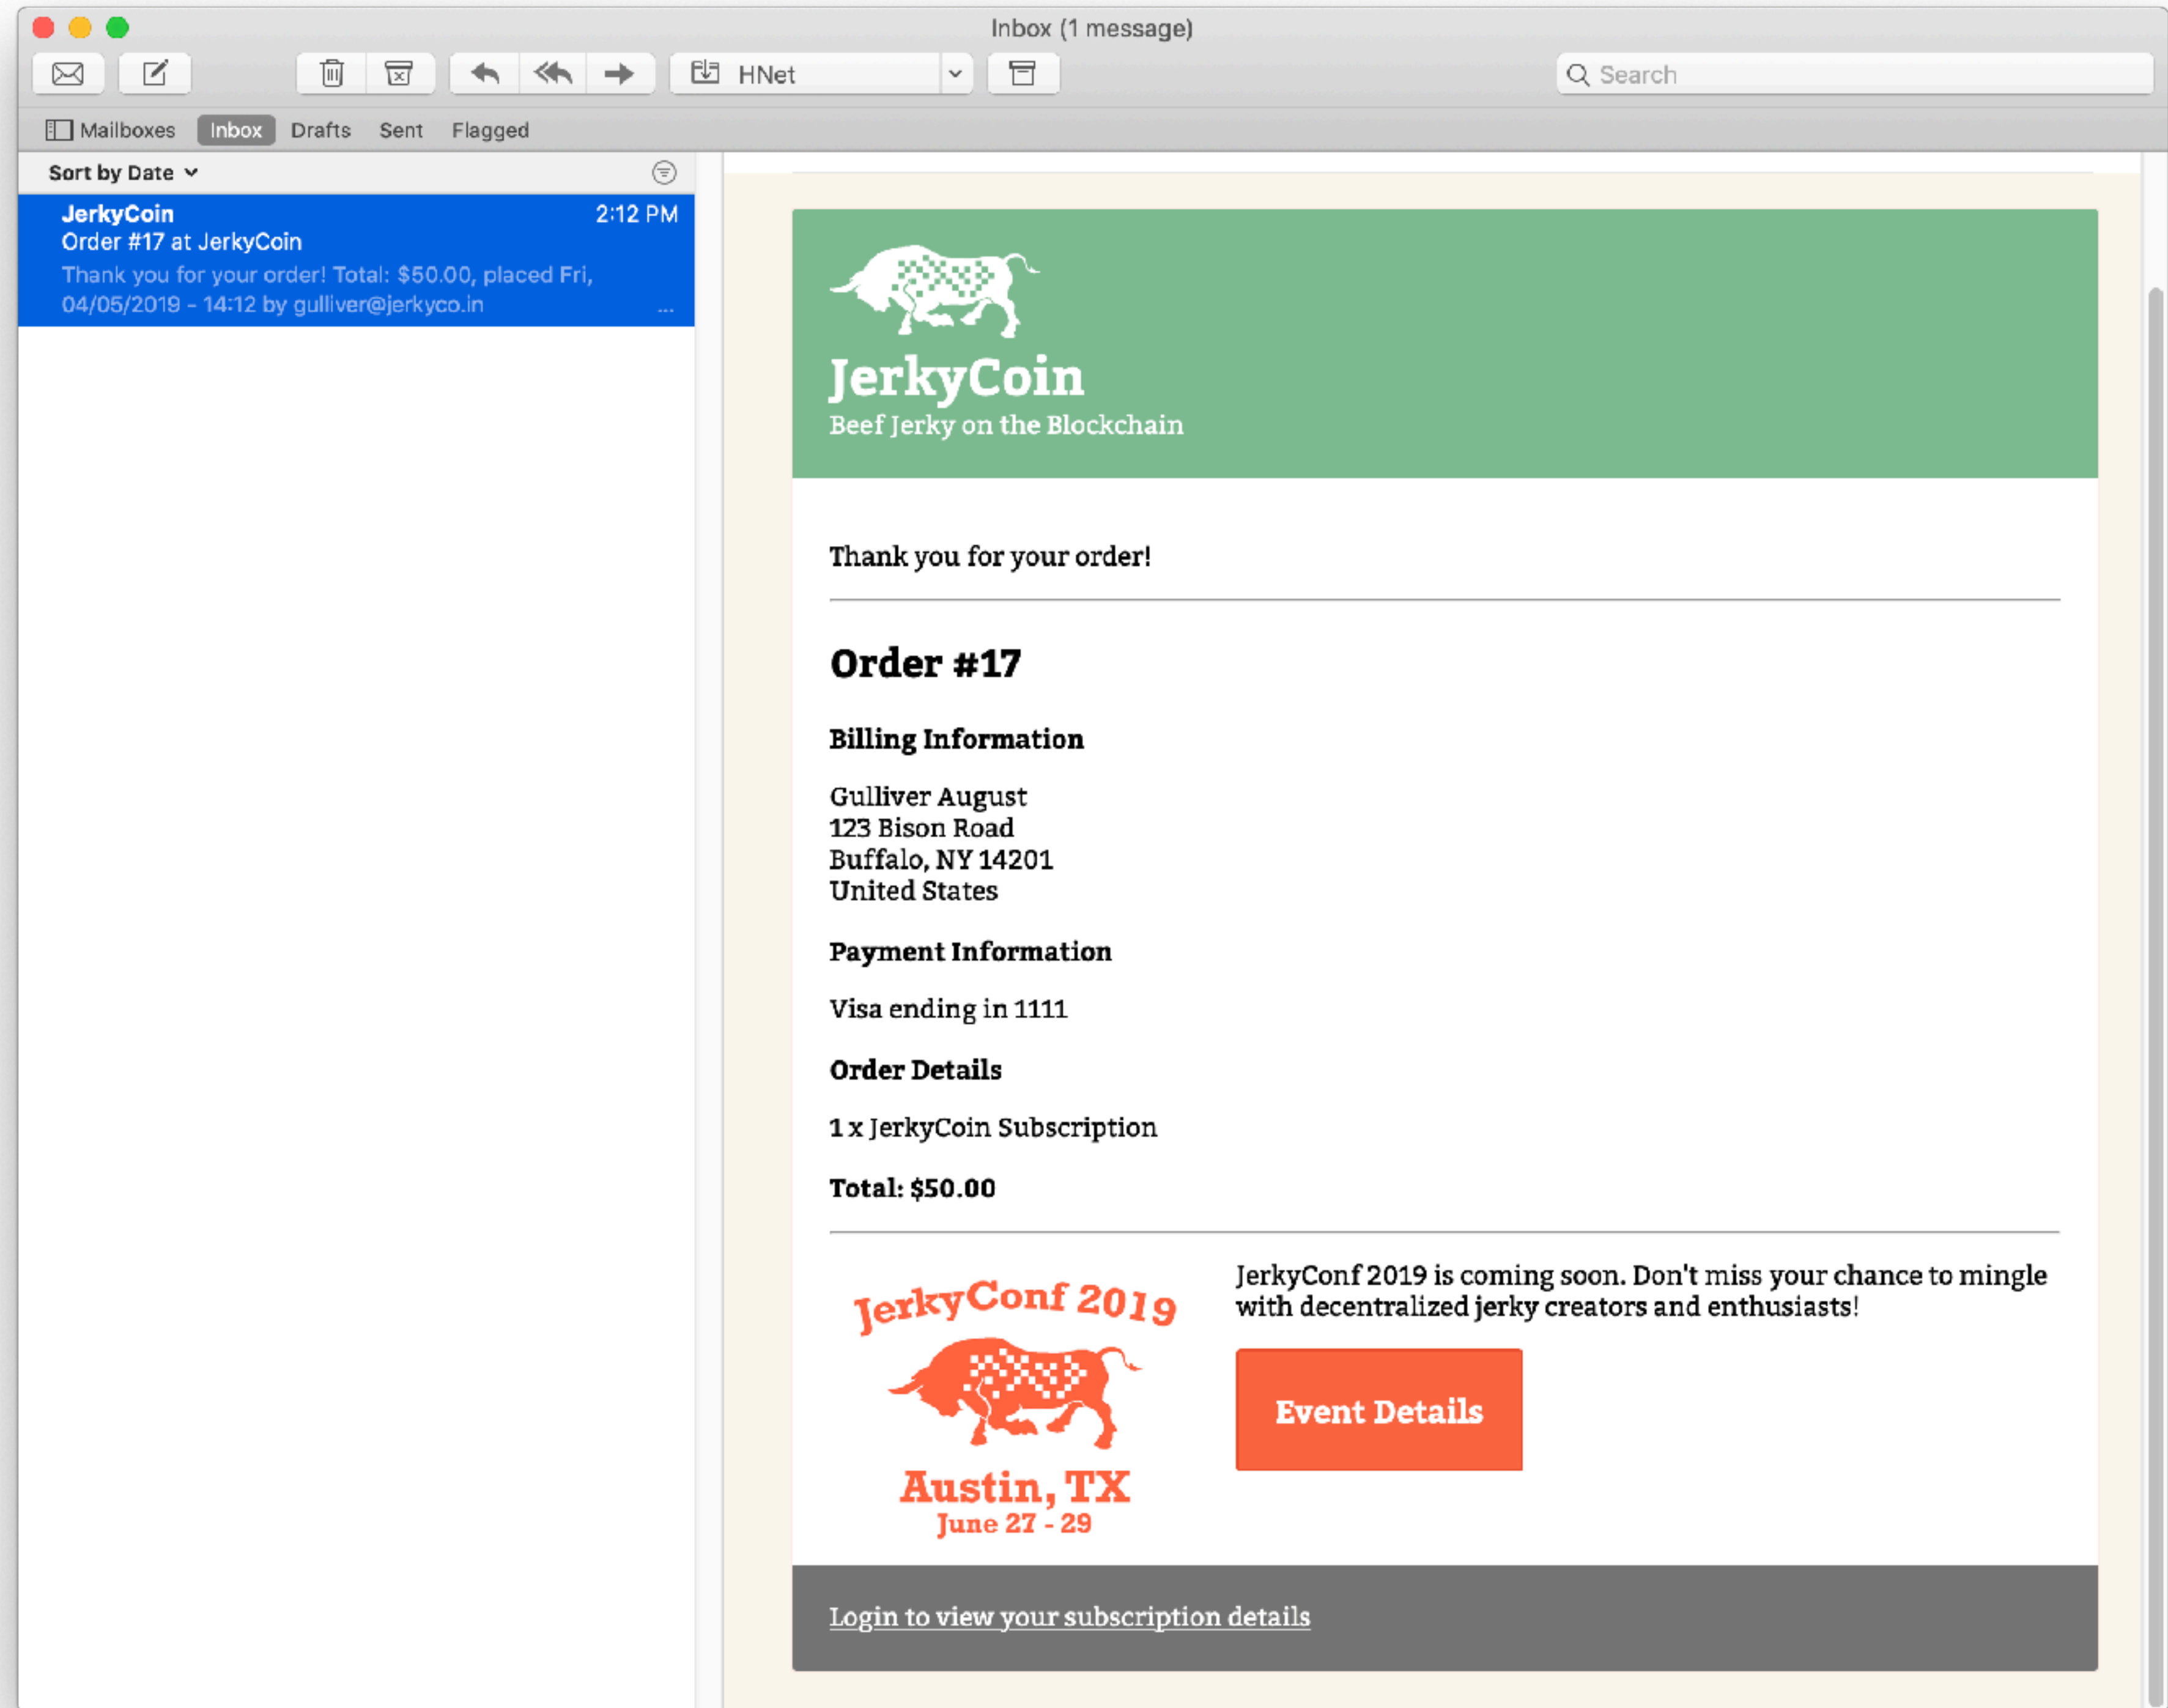 Inbox (1 message)
HNet
Search
Mailboxes Inbox Drafts Sent Flagged
Sort by Date
JerkyCoin 2:12 PM
Order #17 at JerkyCoin
Thank you for your order! Total: $50.00, placed Fri,
04/05/2019 - 14:12 by gulliver@jerkyco.in ...
JerkyCoin
Beef Jerky on the Blockchain
Thank you for your order!
Order #17
Billing Information
Gulliver August
123 Bison Road
Buffalo, NY 14201
United States
Payment Information
Visa ending in 1111
Order Details
1 x JerkyCoin Subscription
Total: $50.00
JerkyConf 2019
Austin, TX
June 27 - 29
JerkyConf 2019 is coming soon. Don't miss your chance to mingle
with decentralized jerky creators and enthusiasts!
Event Details
Login to view your subscription details